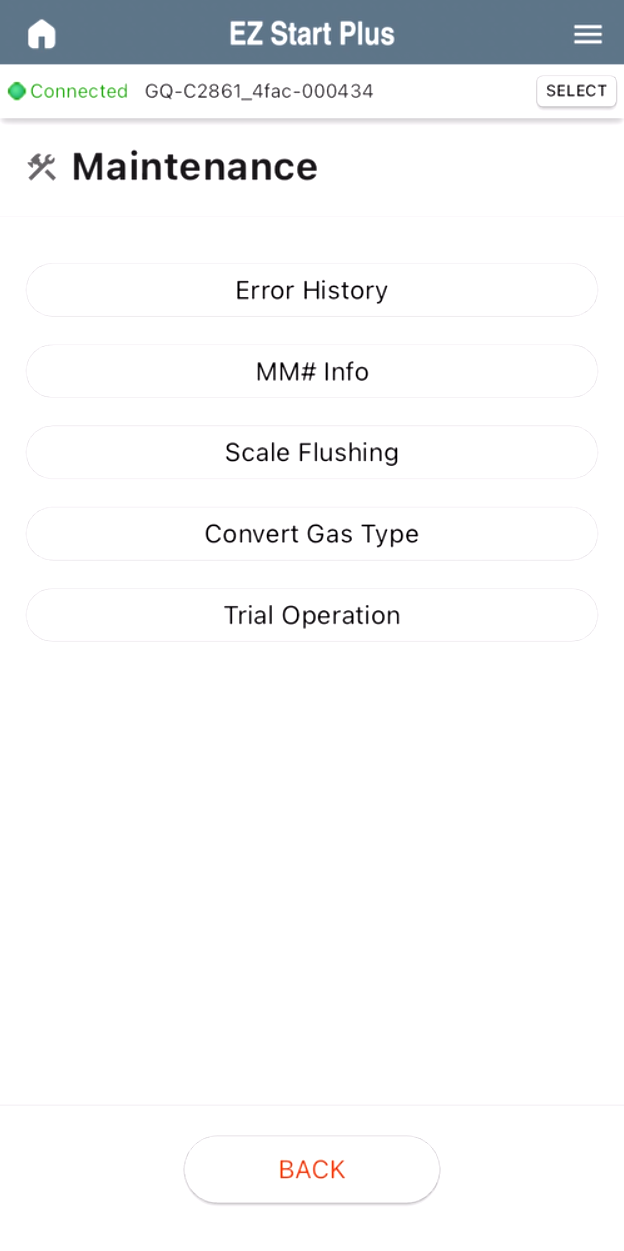 EZ Start Plus
Connected GQ-C2861_4fac-000434 SELECT
Maintenance
Error History
MM# Info
Scale Flushing
Convert Gas Type
Trial Operation
BACK